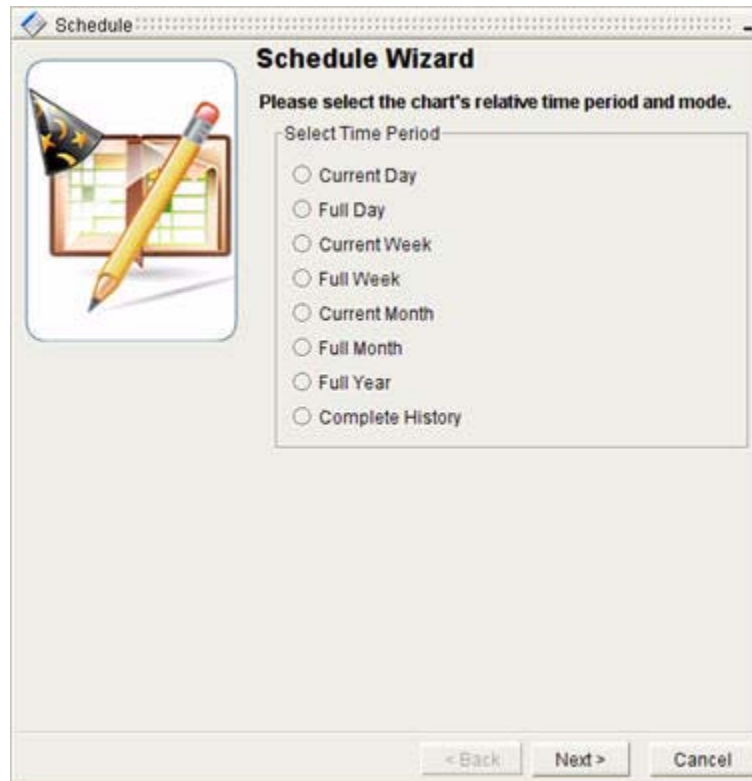 Schedule
Schedule Wizard
Please select the chart's relative time period and mode.
Select Time Period
Current Day
Full Day
Current Week
Full Week
Current Month
Full Month
Full Year
Complete History
< Back
Next >
Cancel